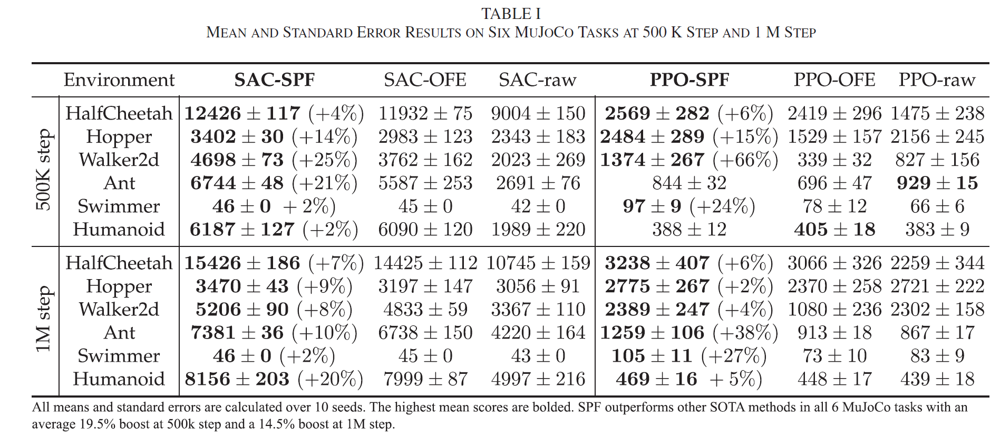 TABLE I
MEAN AND STANDARD ERROR RESULTS ON SIX MUJOCO TASKS AT 500 K STEP AND 1 M STEP
Environment SAC-SPF SAC-OFE SAC-raw PPO-SPF PPO-OFE PPO-raw
500K step
HalfCheetah 12426 ± 117 (+4%) 11932 ± 75 9004 ± 150 2569 ± 282 (+6%) 2419 ± 296 1475 ± 238
Hopper 3402 ± 30 (+14%) 2983 ± 123 2343 ± 183 2484 ± 289 (+15%) 1529 ± 157 2156 ± 245
Walker2d 4698 ± 73 (+25%) 3762 ± 162 2023 ± 269 1374 ± 267 (+66%) 339 ± 32 827 ± 156
Ant 6744 ± 48 (+21%) 5587 ± 253 2691 ± 76 844 ± 32 696 ± 47 929 ± 15
Swimmer 46 ± 0 + 2%) 45 ± 0 42 ± 0 97 ± 9 (+24%) 78 ± 12 66 ± 6
Humanoid 6187 ± 127 (+2%) 6090 ± 120 1989 ± 220 388 ± 12 405 ± 18 383 ± 9
1M step
HalfCheetah 15426 ± 186 (+7%) 14425 ± 112 10745 ± 159 3238 ± 407 (+6%) 3066 ± 326 2259 ± 344
Hopper 3470 ± 43 (+9%) 3197 ± 147 3056 ± 91 2775 ± 267 (+2%) 2370 ± 258 2721 ± 222
Walker2d 5206 ± 90 (+8%) 4833 ± 59 3367 ± 110 2389 ± 247 (+4%) 1080 ± 236 2302 ± 158
Ant 7381 ± 36 (+10%) 6738 ± 150 4220 ± 164 1259 ± 106 (+38%) 913 ± 18 867 ± 17
Swimmer 46 ± 0 (+2%) 45 ± 0 43 ± 0 105 ± 11 (+27%) 73 ± 10 83 ± 9
Humanoid 8156 ± 203 (+20%) 7999 ± 87 4997 ± 216 469 ± 16 + 5%) 448 ± 17 439 ± 18
All means and standard errors are calculated over 10 seeds. The highest mean scores are bolded. SPF outperforms other SOTA methods in all 6 MuJoCo tasks with an
average 19.5% boost at 500k step and a 14.5% boost at 1M step.